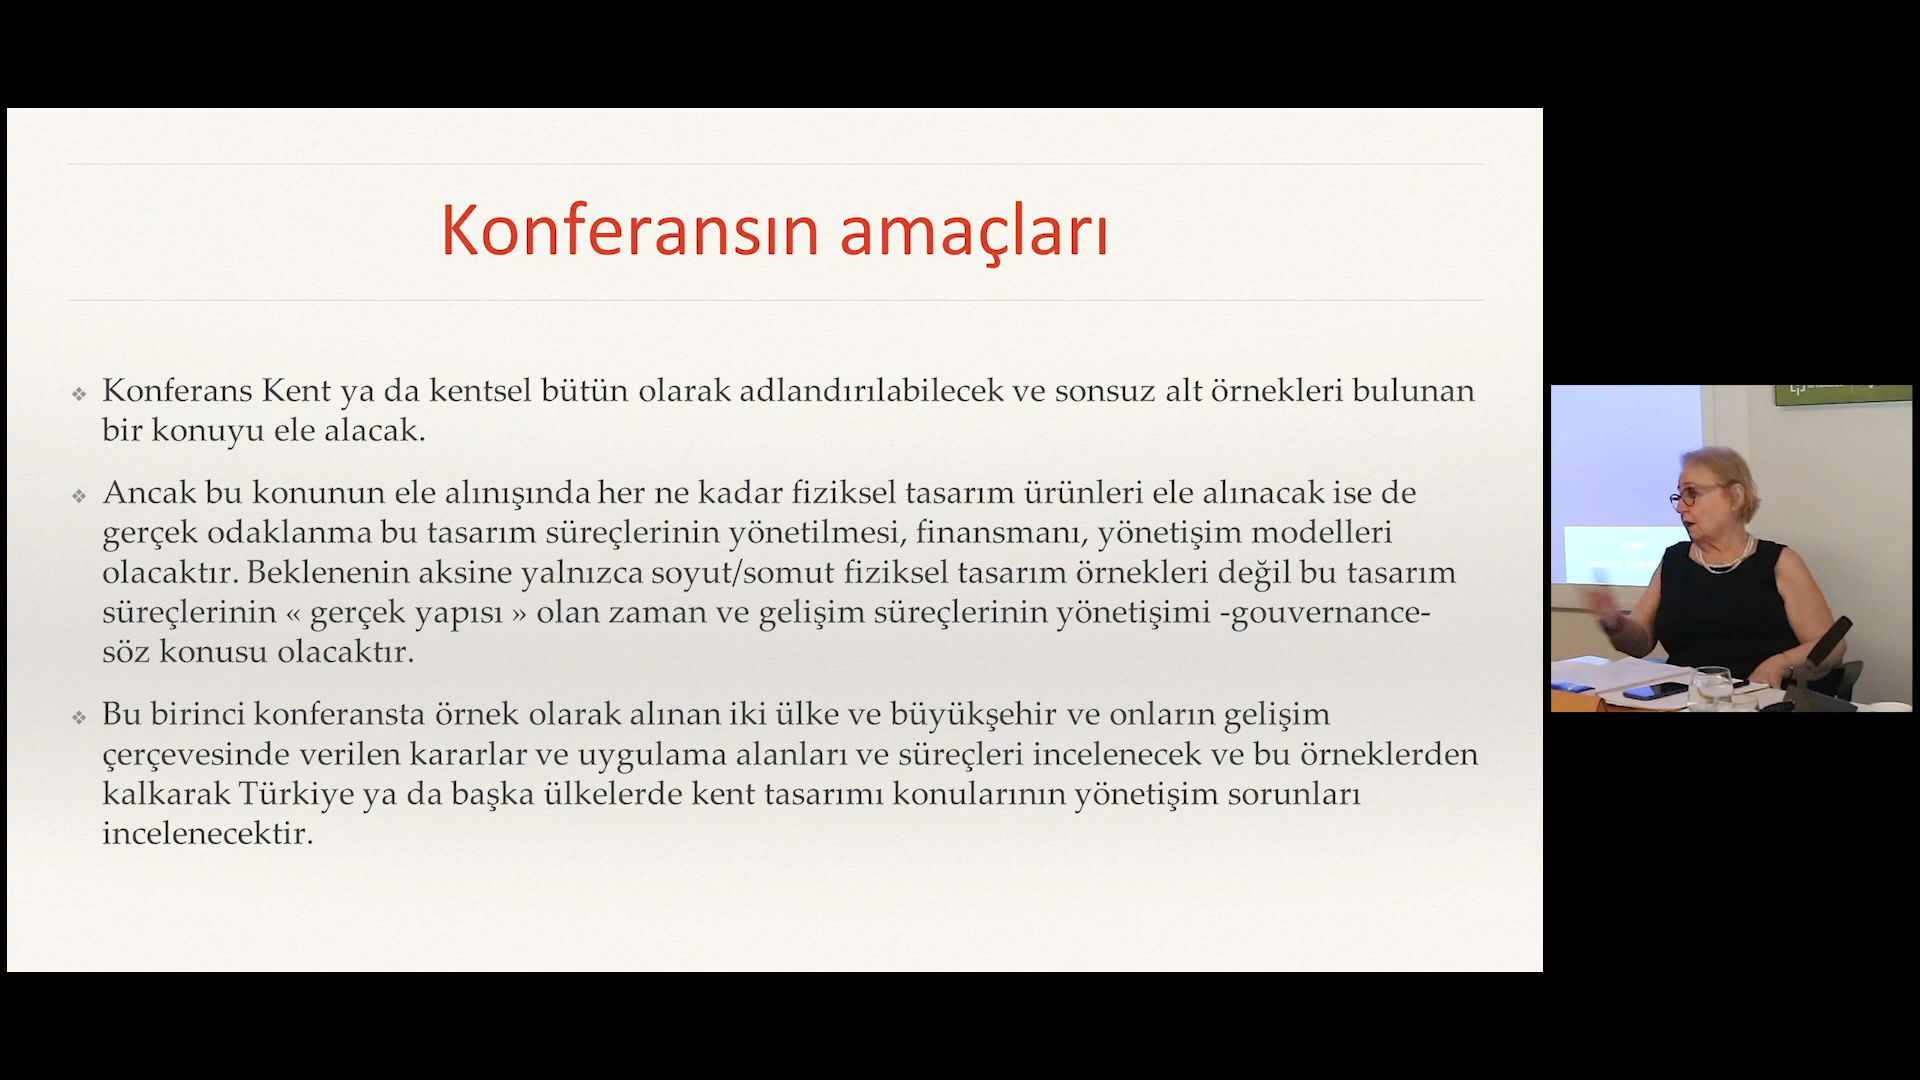 Konferansın amaçları
❖ Konferans Kent ya da kentsel bütün olarak adlandırılabilecek ve sonsuz alt örnekleri bulunan
bir konuyu ele alacak.
❖ Ancak bu konunun ele alınışında her ne kadar fiziksel tasarım ürünleri ele alınacak ise de
gerçek odaklanma bu tasarım süreçlerinin yönetilmesi, finansmanı, yönetişim modelleri
olacaktır. Beklenenin aksine yalnızca soyut/somut fiziksel tasarım örnekleri değil bu tasarım
süreçlerinin « gerçek yapısı » olan zaman ve gelişim süreçlerinin yönetişimi -gouvernance-
söz konusu olacaktır.
❖ Bu birinci konferansta örnek olarak alınan iki ülke ve büyükşehir ve onların gelişim
çerçevesinde verilen kararlar ve uygulama alanları ve süreçleri incelenecek ve bu örneklerden
kalkarak Türkiye ya da başka ülkelerde kent tasarımı konularının yönetişim sorunları
incelenecektir.